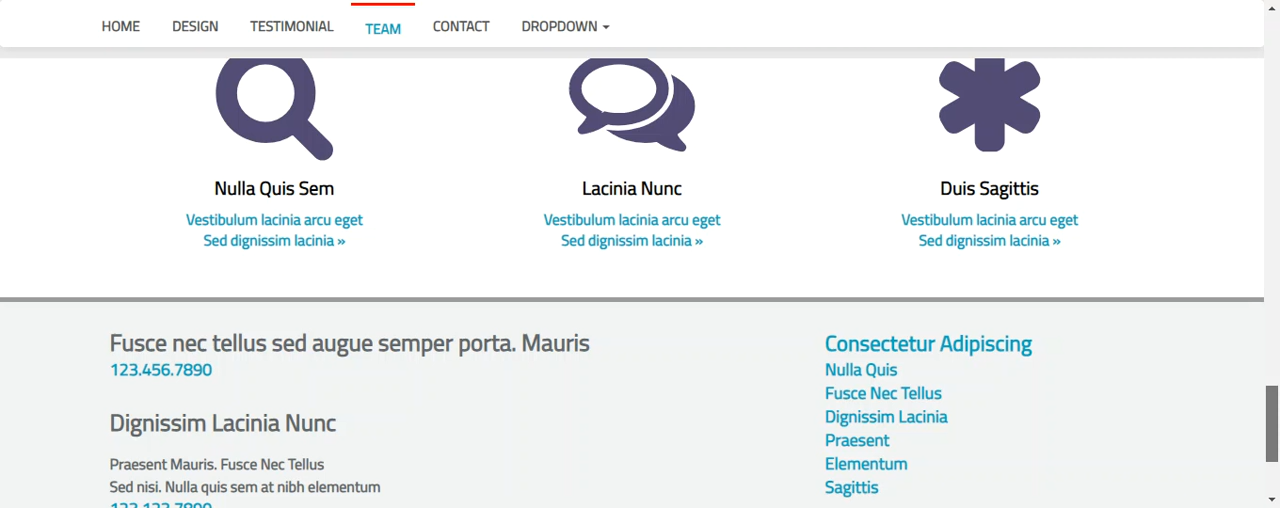 HOME DESIGN TESTIMONIAL TEAM CONTACT DROPDOWN
Nulla Quis Sem
Vestibulum lacinia arcu eget
Sed dignissim lacinia »
Lacinia Nunc
Vestibulum lacinia arcu eget
Sed dignissim lacinia »
Duis Sagittis
Vestibulum lacinia arcu eget
Sed dignissim lacinia »
Fusce nec tellus sed augue semper porta. Mauris
123.456.7890
Dignissim Lacinia Nunc
Praesent Mauris. Fusce Nec Tellus
Sed nisi. Nulla quis sem at nibh elementum
123.123.7890
Consectetur Adipiscing
Nulla Quis
Fusce Nec Tellus
Dignissim Lacinia
Praesent
Elementum
Sagittis